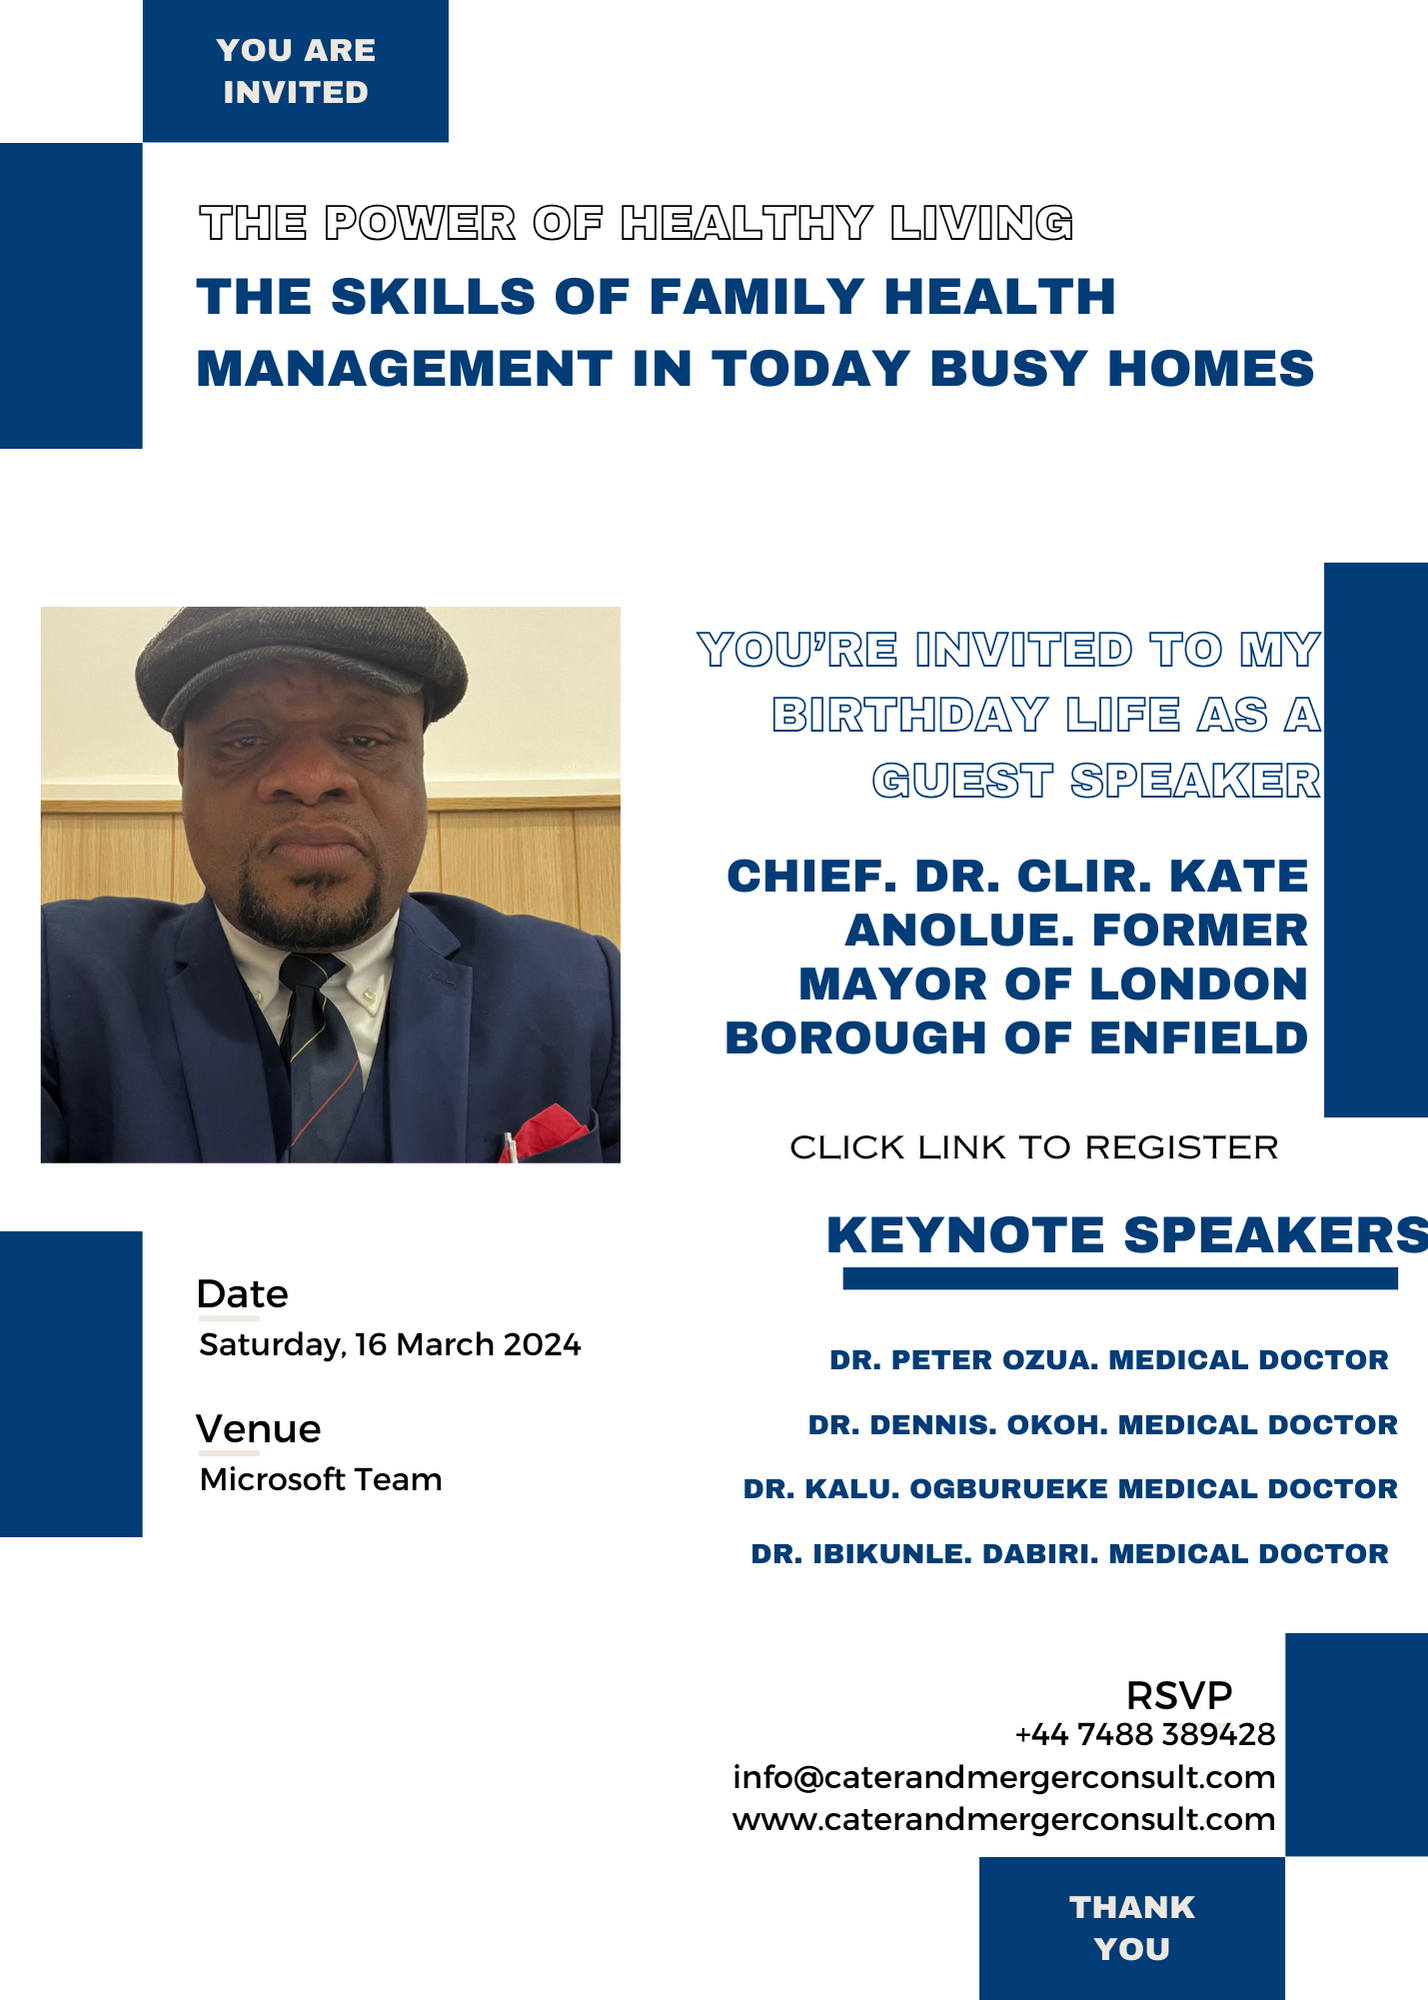 YOU ARE
INVITED
THE POWER OF HEALTHY LIVING
THE SKILLS OF FAMILY HEALTH
MANAGEMENT IN TODAY BUSY HOMES
YOU'RE INVITED TO MY
BIRTHDAY LIFE AS A
GUEST SPEAKER
CHIEF. DR. CLIR. KATE
ANOLUE. FORMER
MAYOR OF LONDON
BOROUGH OF ENFIELD
CLICK LINK TO REGISTER
KEYNOTE SPEAKERS
DR. PETER OZUA. MEDICAL DOCTOR
DR. DENNIS. OKOH. MEDICAL DOCTOR
DR. KALU. OGBURUEKE MEDICAL DOCTOR
DR. IBIKUNLE. DABIRI. MEDICAL DOCTOR
Date
Saturday, 16 March 2024
Venue
Microsoft Team
RSVP
+44 7488 389428
info@caterandmergerconsult.com
www.caterandmergerconsult.com
THANK
YOU